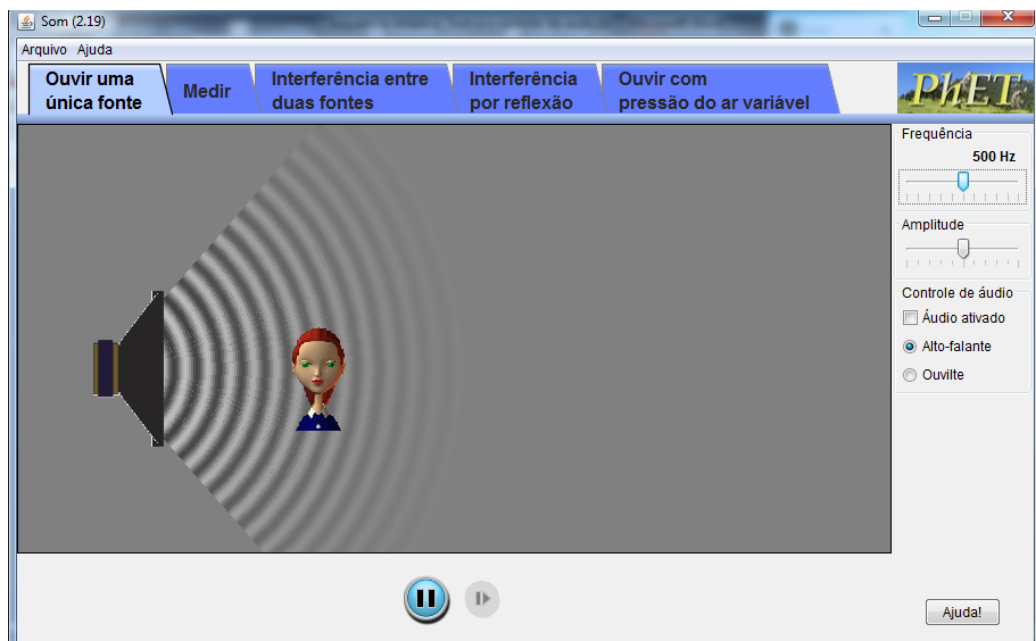 Som (2.19)
Arquivo Ajuda
Ouvir uma
única fonte
Medir
Interferência entre
duas fontes
Interferência
por reflexão
Ouvir com
pressão do ar variável
PhET
Frequência
500 Hz
Amplitude
Controle de áudio
Áudio ativado
Alto-falante
Ouvilte
Ajuda!